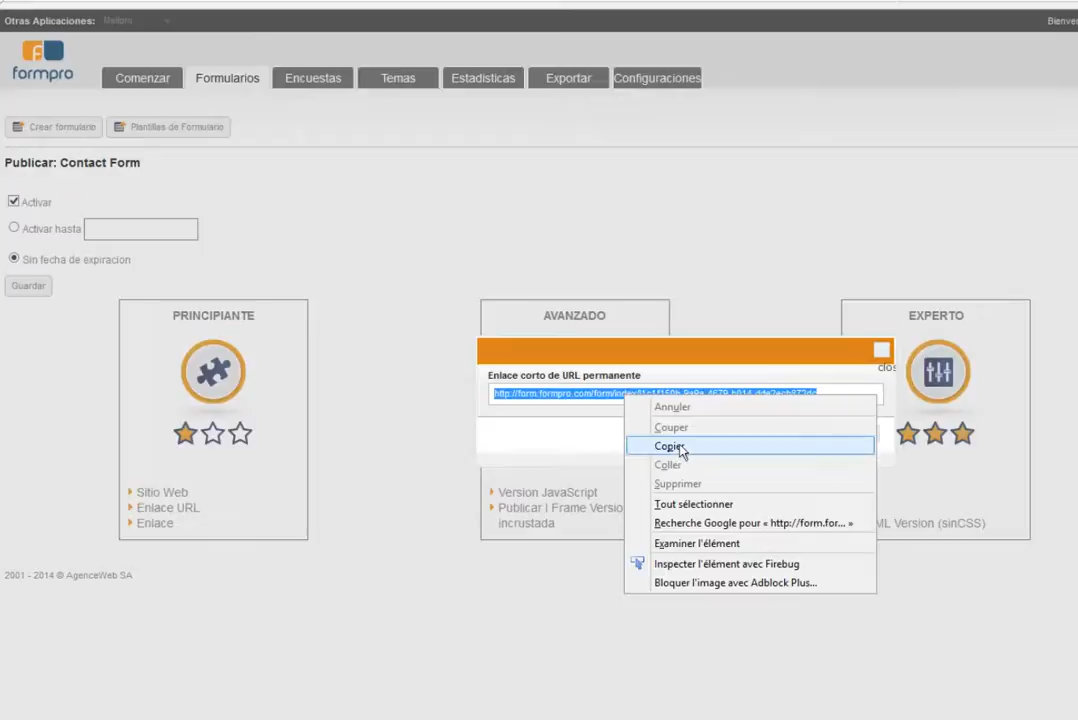 Otras Aplicaciones: Mailpro
Bienve
formpro
Comenzar
Formularios
Encuestas
Temas
Estadísticas
Exportar
Configuraciones
Crear formulario
Plantillas de Formulario
Publicar: Contact Form
Activar
Activar hasta
Sin fecha de expiracion
Guardar
PRINCIPIANTE
Sitio Web
Enlace URL
Enlace
AVANZADO
Version JavaScript
Publicar I Frame Versio
incrustada
EXPERTO
ML Version (sinCSS)
clos
Enlace corto de URL permanente
Annuler
Couper
Copier
Coller
Supprimer
Tout sélectionner
Recherche Google pour « http://form.for... »
Examiner l'élément
Inspecter l'élément avec Firebug
Bloquer l'image avec Adblock Plus...
2001 - 2014 © AgenceWeb SA